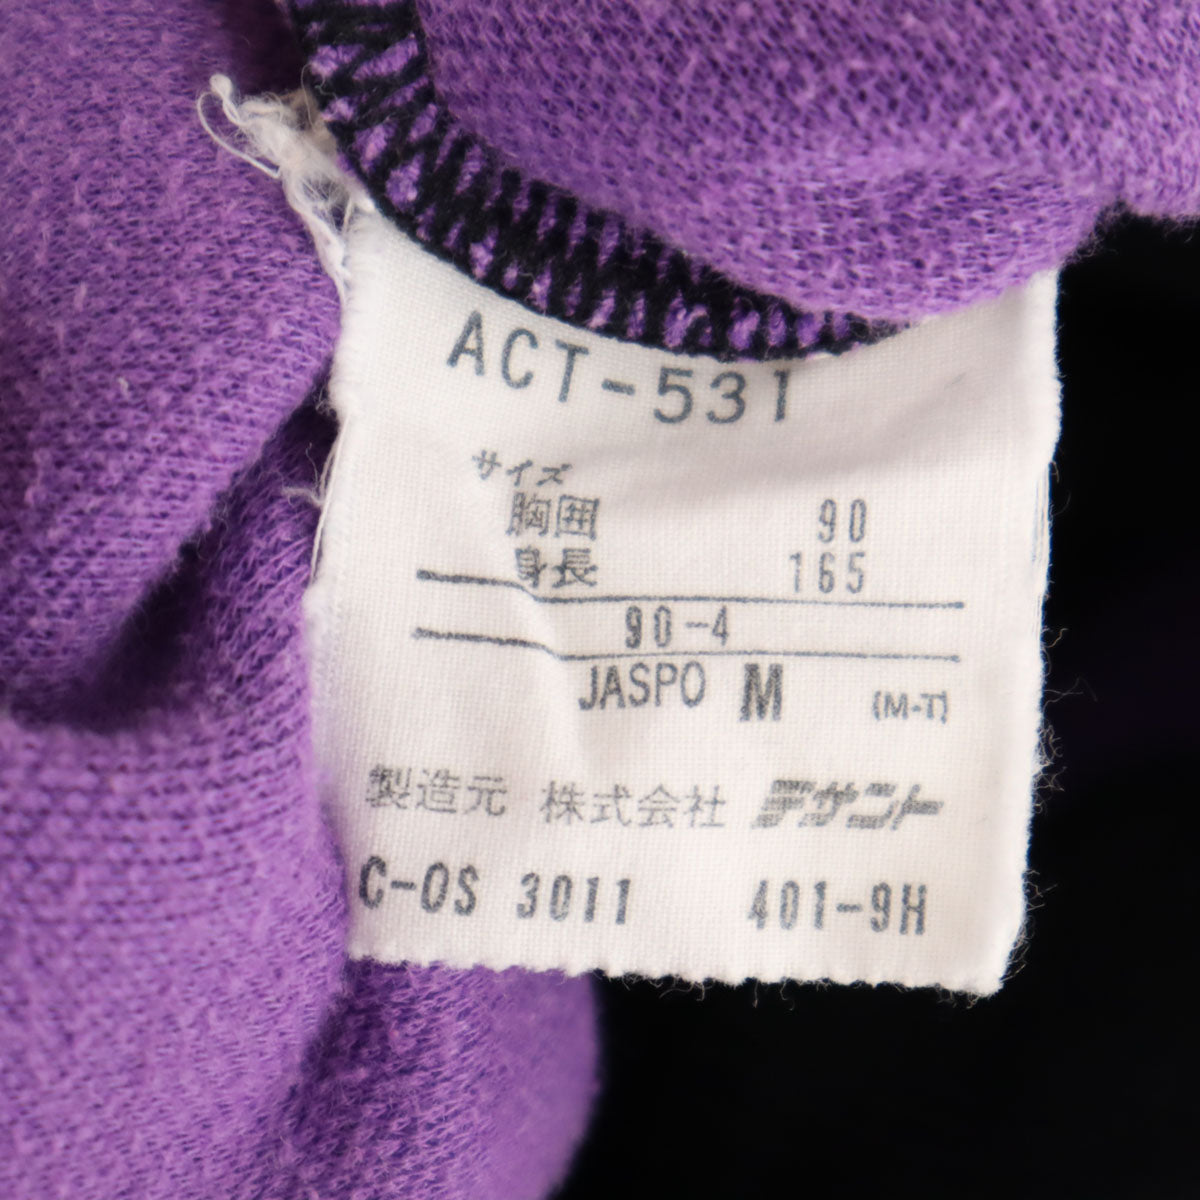 ACT-531
サイズ
胸囲 90
身長 165
90-4
JASPO M (M-T)
製造元 株式会社 デサント
C-OS 3011 401-9H